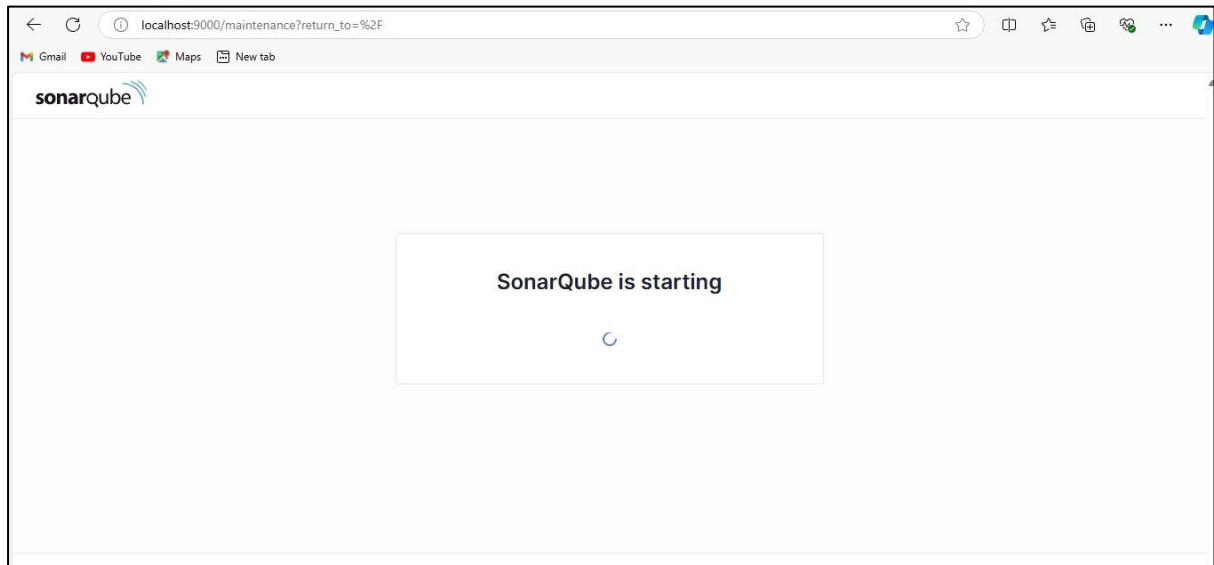 localhost:9000/maintenance?return_to=%2F
Gmail YouTube Maps New tab
sonarqube
SonarQube is starting